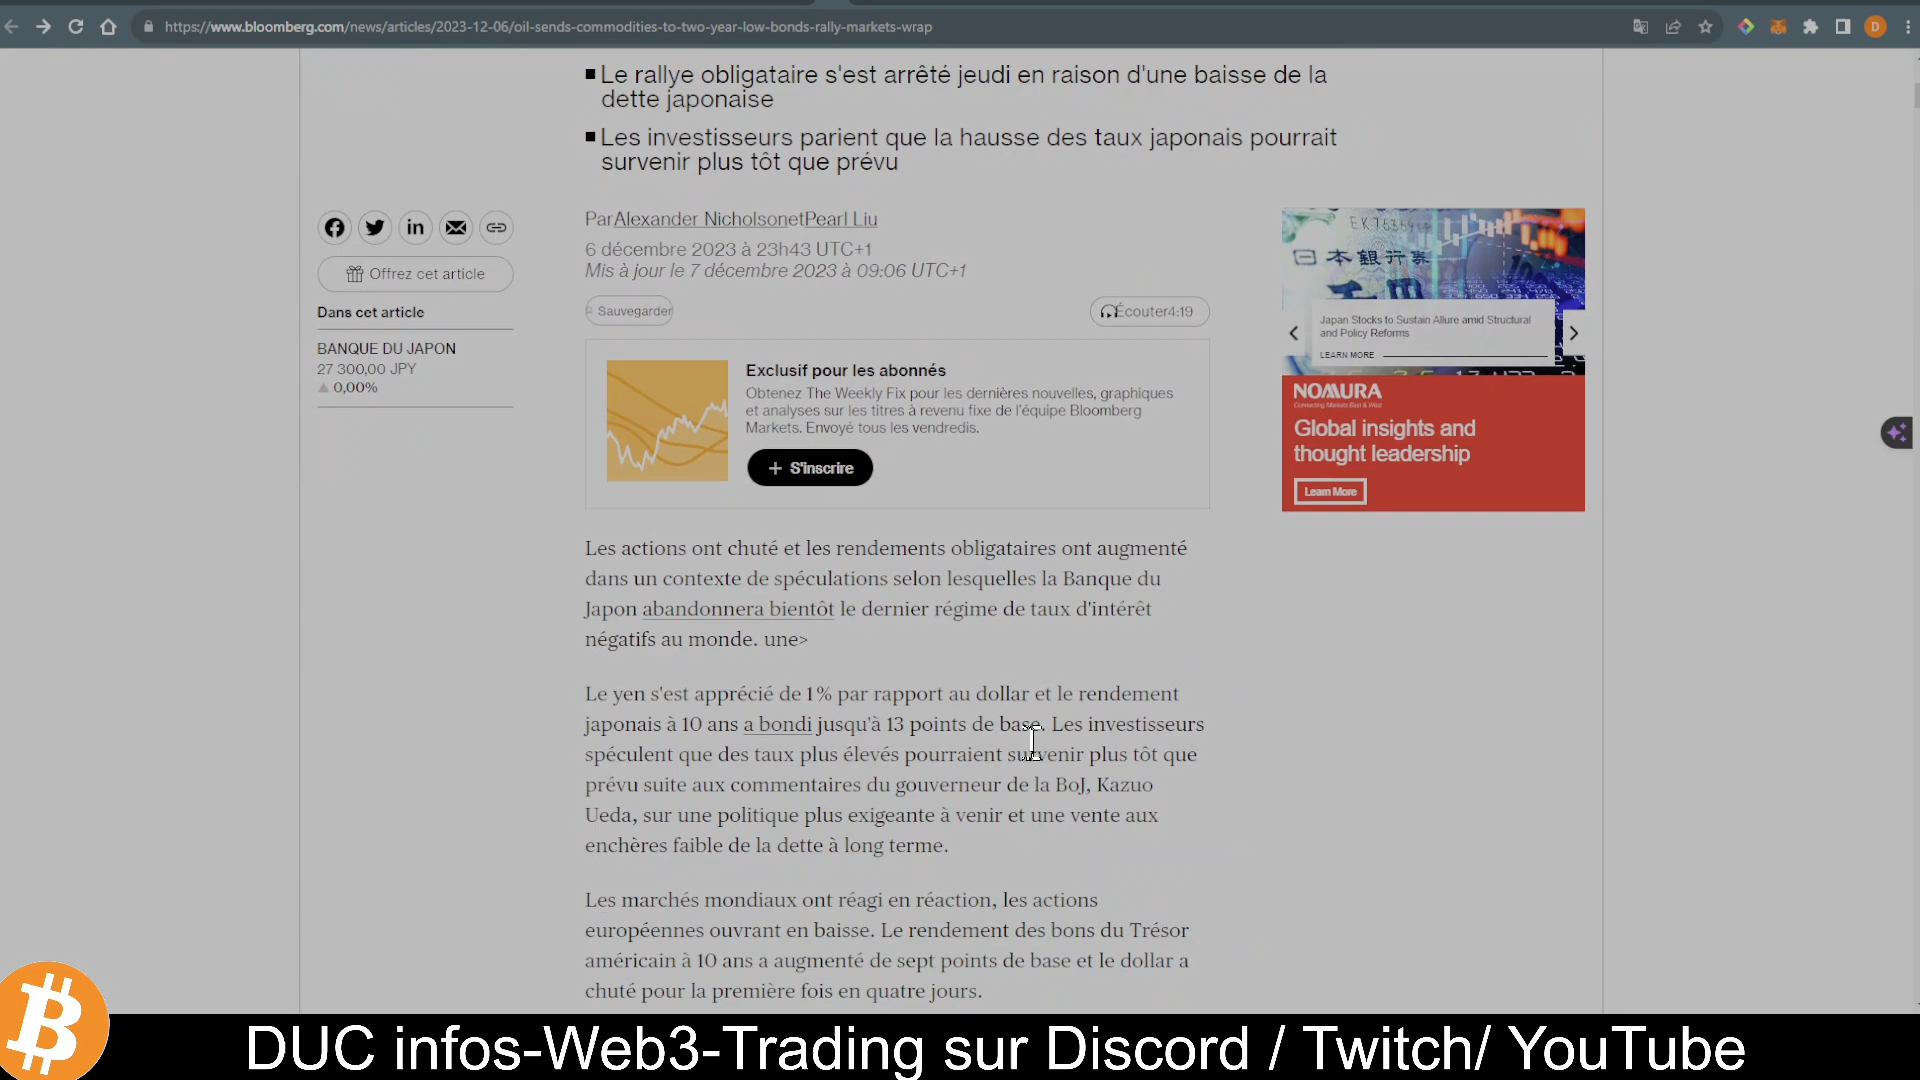 https://www.bloomberg.com/news/articles/2023-12-06/oil-sends-commodities-to-two-year-low-bonds-rally-markets-wrap
D
Le rallye obligataire s'est arrêté jeudi en raison d'une baisse de la
dette japonaise
Les investisseurs parient que la hausse des taux japonais pourrait
survenir plus tôt que prévu
ParAlexander NicholsonetPearl Liu
6 décembre 2023 à 23h43 UTC+1
Mis à jour le 7 décembre 2023 à 09:06 UTC+1
Offrez cet article
Dans cet article
BANQUE DU JAPON
27 300,00 JPY
0,00%
Sauvegarder
Écouter4:19
Exclusif pour les abonnés
Obtenez The Weekly Fix pour les dernières nouvelles, graphiques
et analyses sur les titres à revenu fixe de l'équipe Bloomberg
Markets. Envoyé tous les vendredis.
+ S'inscrire
日本銀行券
Japan Stocks to Sustain Allure amid Structural
and Policy Reforms
LEARN MORE
NOMURA
Connecting Markets East & West
Global insights and
thought leadership
Learn More
Les actions ont chuté et les rendements obligataires ont augmenté
dans un contexte de spéculations selon lesquelles la Banque du
Japon abandonnera bientôt le dernier régime de taux d'intérêt
négatifs au monde. une>
Le yen s'est apprécié de 1 % par rapport au dollar et le rendement
japonais à 10 ans a bondi jusqu'à 13 points de base. Les investisseurs
spéculent que des taux plus élevés pourraient survenir plus tôt que
prévu suite aux commentaires du gouverneur de la BoJ, Kazuo
Ueda, sur une politique plus exigeante à venir et une vente aux
enchères faible de la dette à long terme.
Les marchés mondiaux ont réagi en réaction, les actions
européennes ouvrant en baisse. Le rendement des bons du Trésor
américain à 10 ans a augmenté de sept points de base et le dollar a
chuté pour la première fois en quatre jours.
DUC infos-Web3-Trading sur Discord / Twitch/ YouTube